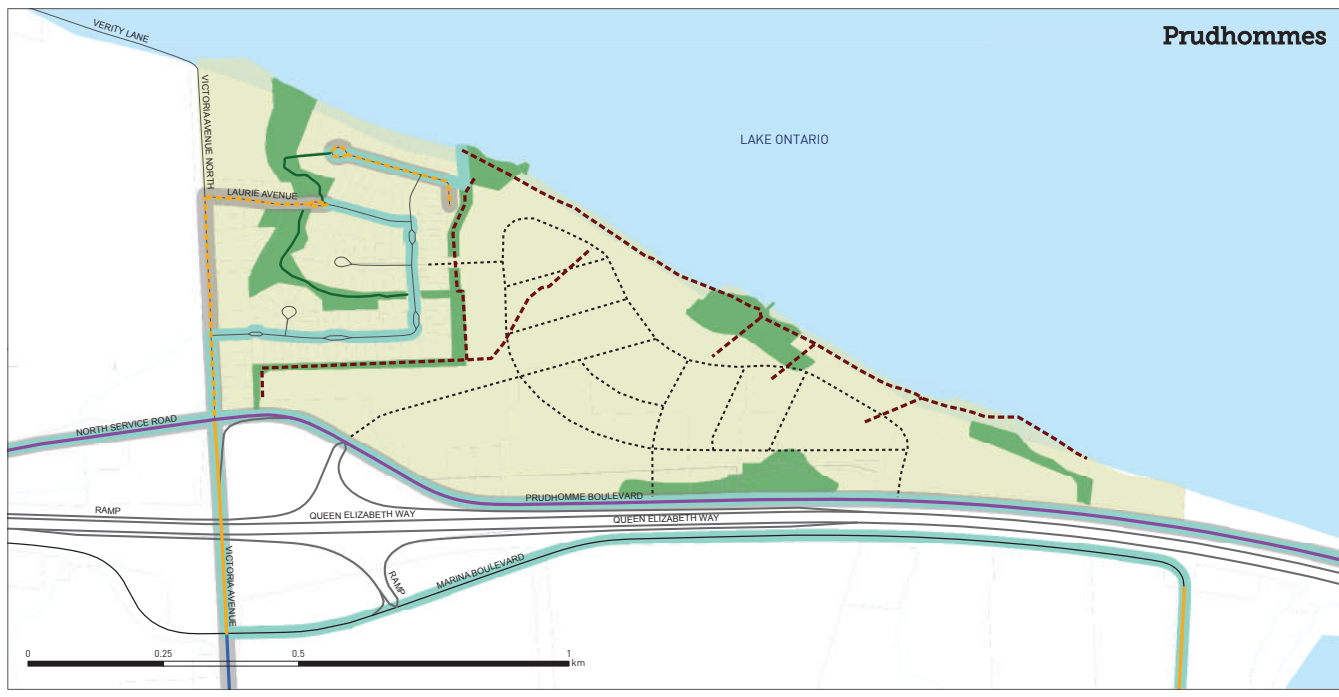 Prudhommes
VERITY LANE
VICTORIA AVENUE NORTH
LAKE ONTARIO
LAURIE AVENUE
NORTH SERVICE ROAD
PRUDHOMME BOULEVARD
RAMP
QUEEN ELIZABETH WAY
QUEEN ELIZABETH WAY
VICTORIA AVENUE
RAMP
MARINA BOULEVARD
0 0.25 0.5 1
km